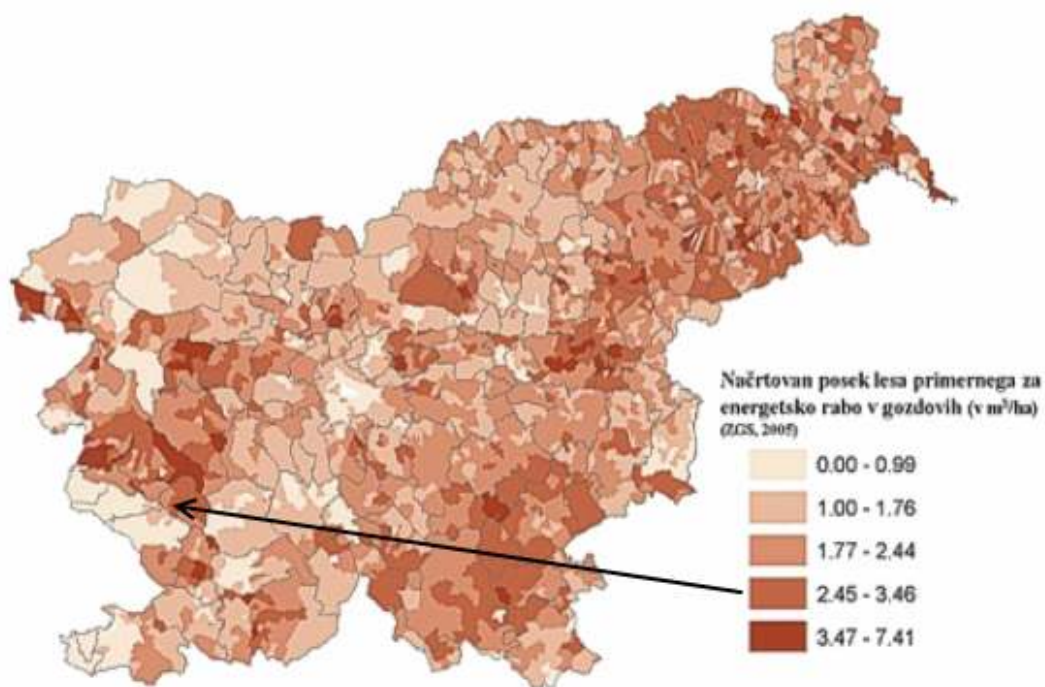 Načrtovan posek lesa primernega za
energetsko rabo v gozdovih (v m³/ha)
(ZGS, 2005)
0.00 - 0.99
1.00 - 1.76
1.77 - 2.44
2.45 - 3.46
3.47 - 7.41